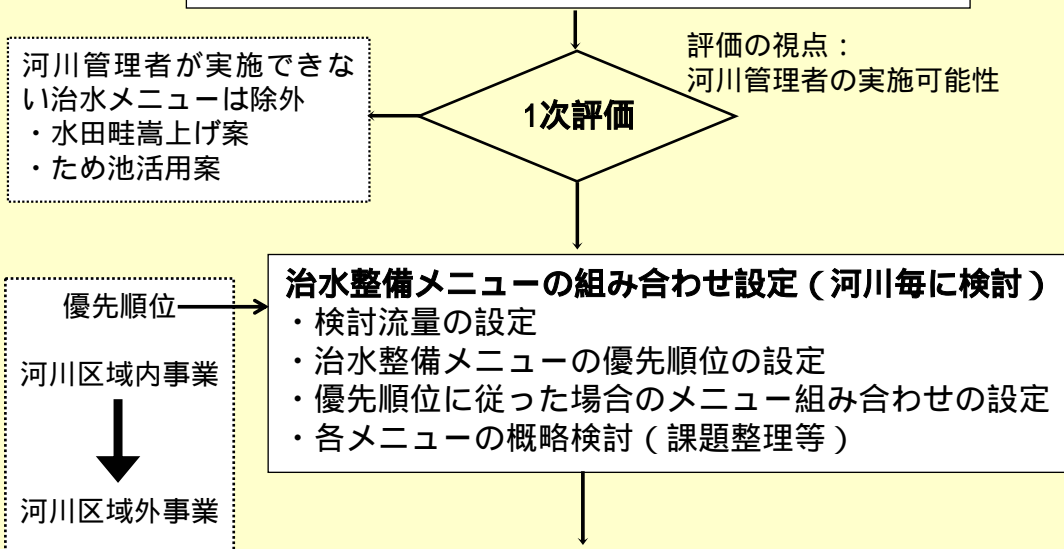 評価の視点：
河川管理者の実施可能性
河川管理者が実施できな
い治水メニューは除外
・水田畦嵩上げ案
・ため池活用案
1次評価
優先順位
河川区域内事業
河川区域外事業
治水整備メニューの組み合わせ設定（河川毎に検討）
・検討流量の設定
・治水整備メニューの優先順位の設定
・優先順位に従った場合のメニュー組み合わせの設定
・各メニューの概略検討（課題整理等）